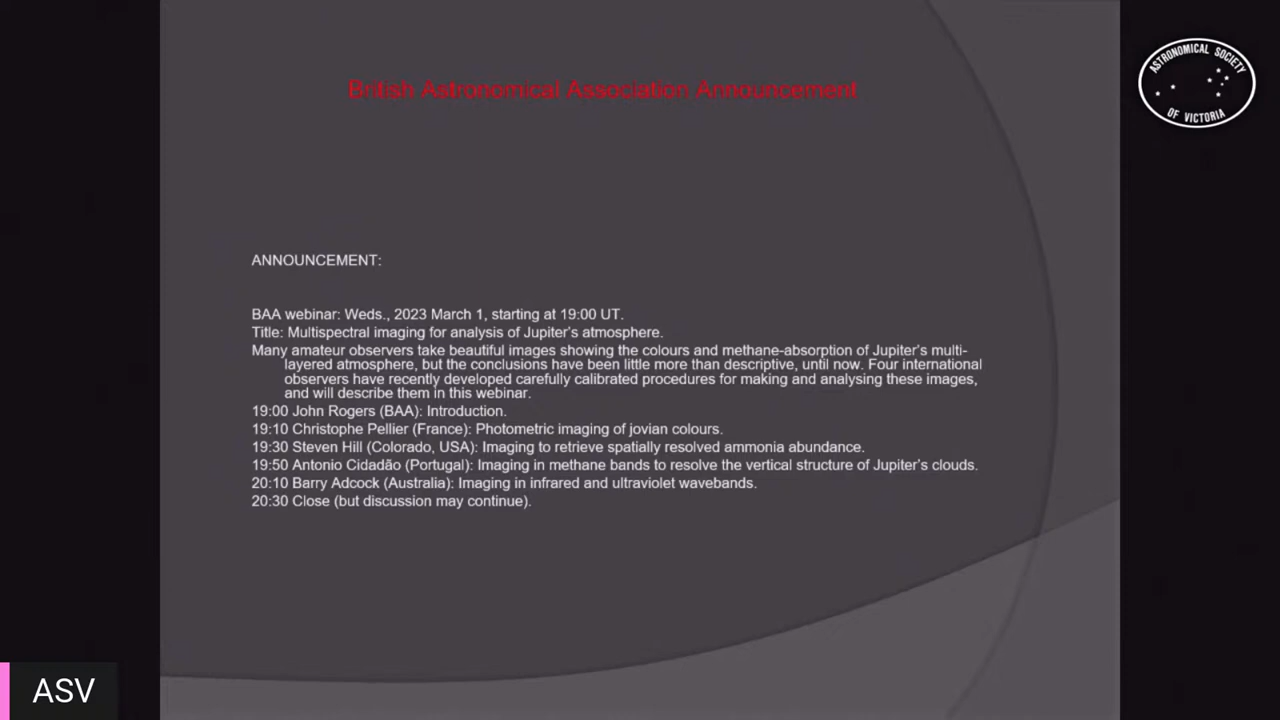 British Astronomical Association Announcement
ASTRONOMICAL SOCIETY
OF VICTORIA
ANNOUNCEMENT:
BAA webinar: Weds., 2023 March 1, starting at 19:00 UT.
Title: Multispectral imaging for analysis of Jupiter's atmosphere.
Many amateur observers take beautiful images showing the colours and methane-absorption of Jupiter's multi-
layered atmosphere, but the conclusions have been little more than descriptive, until now. Four international
observers have recently developed carefully calibrated procedures for making and analysing these images,
and will describe them in this webinar.
19:00 John Rogers (BAA): Introduction.
19:10 Christophe Pellier (France): Photometric imaging of jovian colours.
19:30 Steven Hill (Colorado, USA): Imaging to retrieve spatially resolved ammonia abundance.
19:50 Antonio Cidadão (Portugal): Imaging in methane bands to resolve the vertical structure of Jupiter's clouds.
20:10 Barry Adcock (Australia): Imaging in infrared and ultraviolet wavebands.
20:30 Close (but discussion may continue).
ASV